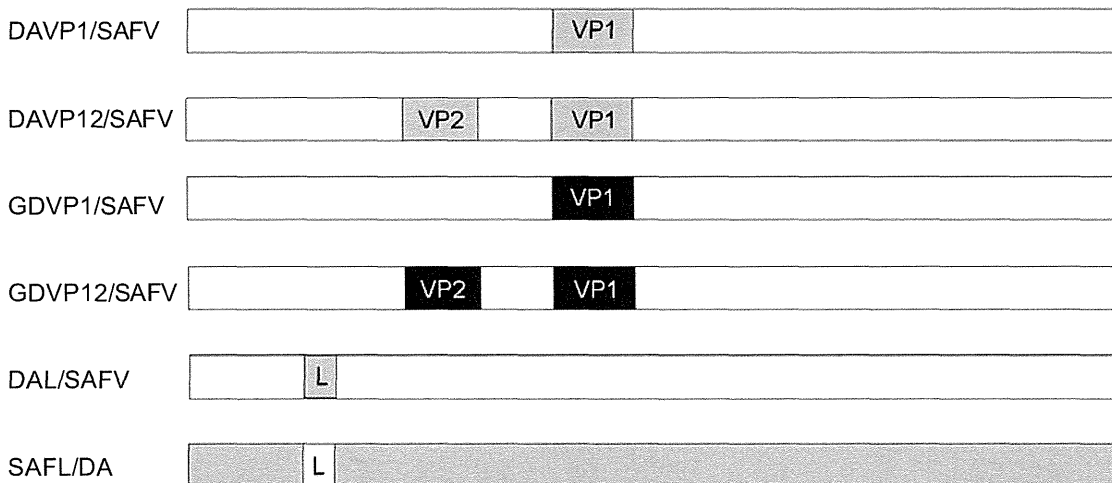 DAVP1/SAFV VP1
DAVP12/SAFV VP2 VP1
GDVP1/SAFV VP1
GDVP12/SAFV VP2 VP1
DAL/SAFV L
SAFL/DA L